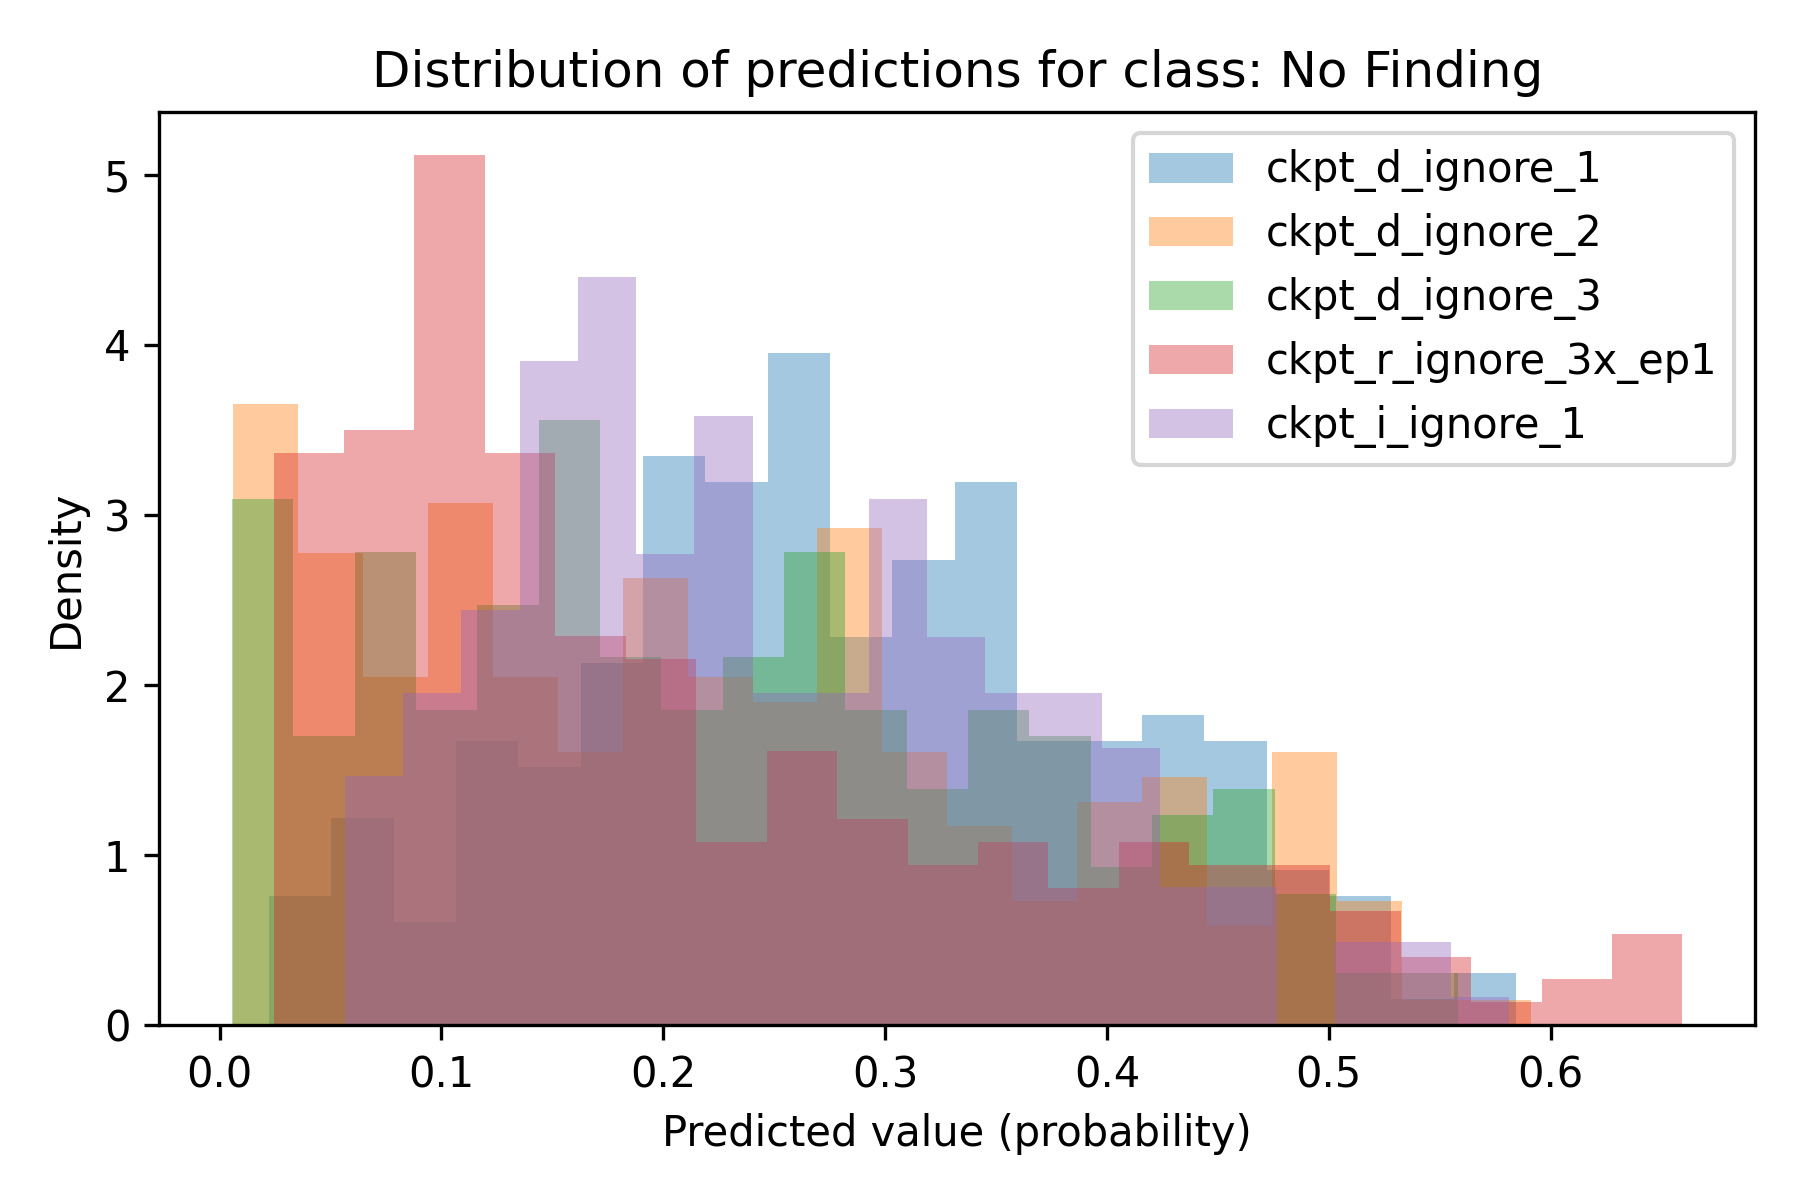 Distribution of predictions for class: No Finding
ckpt_d_ignore_1
ckpt_d_ignore_2
ckpt_d_ignore_3
ckpt_r_ignore_3x_ep1
ckpt_i_ignore_1
Density
5
4
3
2
1
0
0.0 0.1 0.2 0.3 0.4 0.5 0.6
Predicted value (probability)